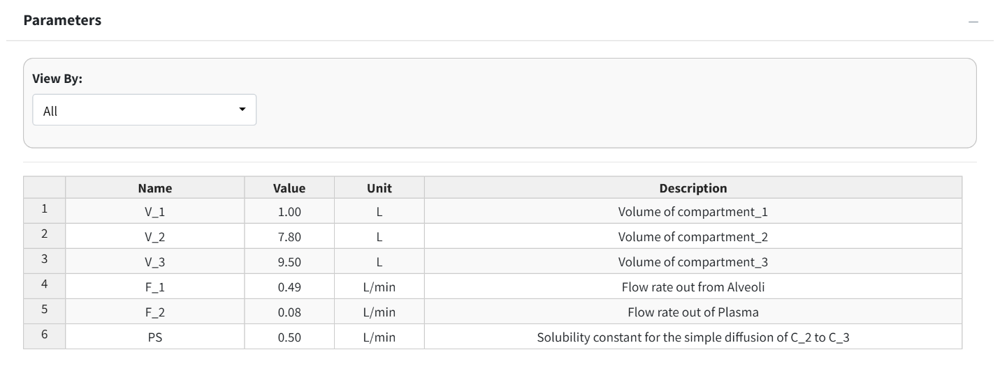 Parameters
View By:
All
Name Value Unit Description
1 V_1 1.00 L Volume of compartment_1
2 V_2 7.80 L Volume of compartment_2
3 V_3 9.50 L Volume of compartment_3
4 F_1 0.49 L/min Flow rate out from Alveoli
5 F_2 0.08 L/min Flow rate out of Plasma
6 PS 0.50 L/min Solubility constant for the simple diffusion of C_2 to C_3